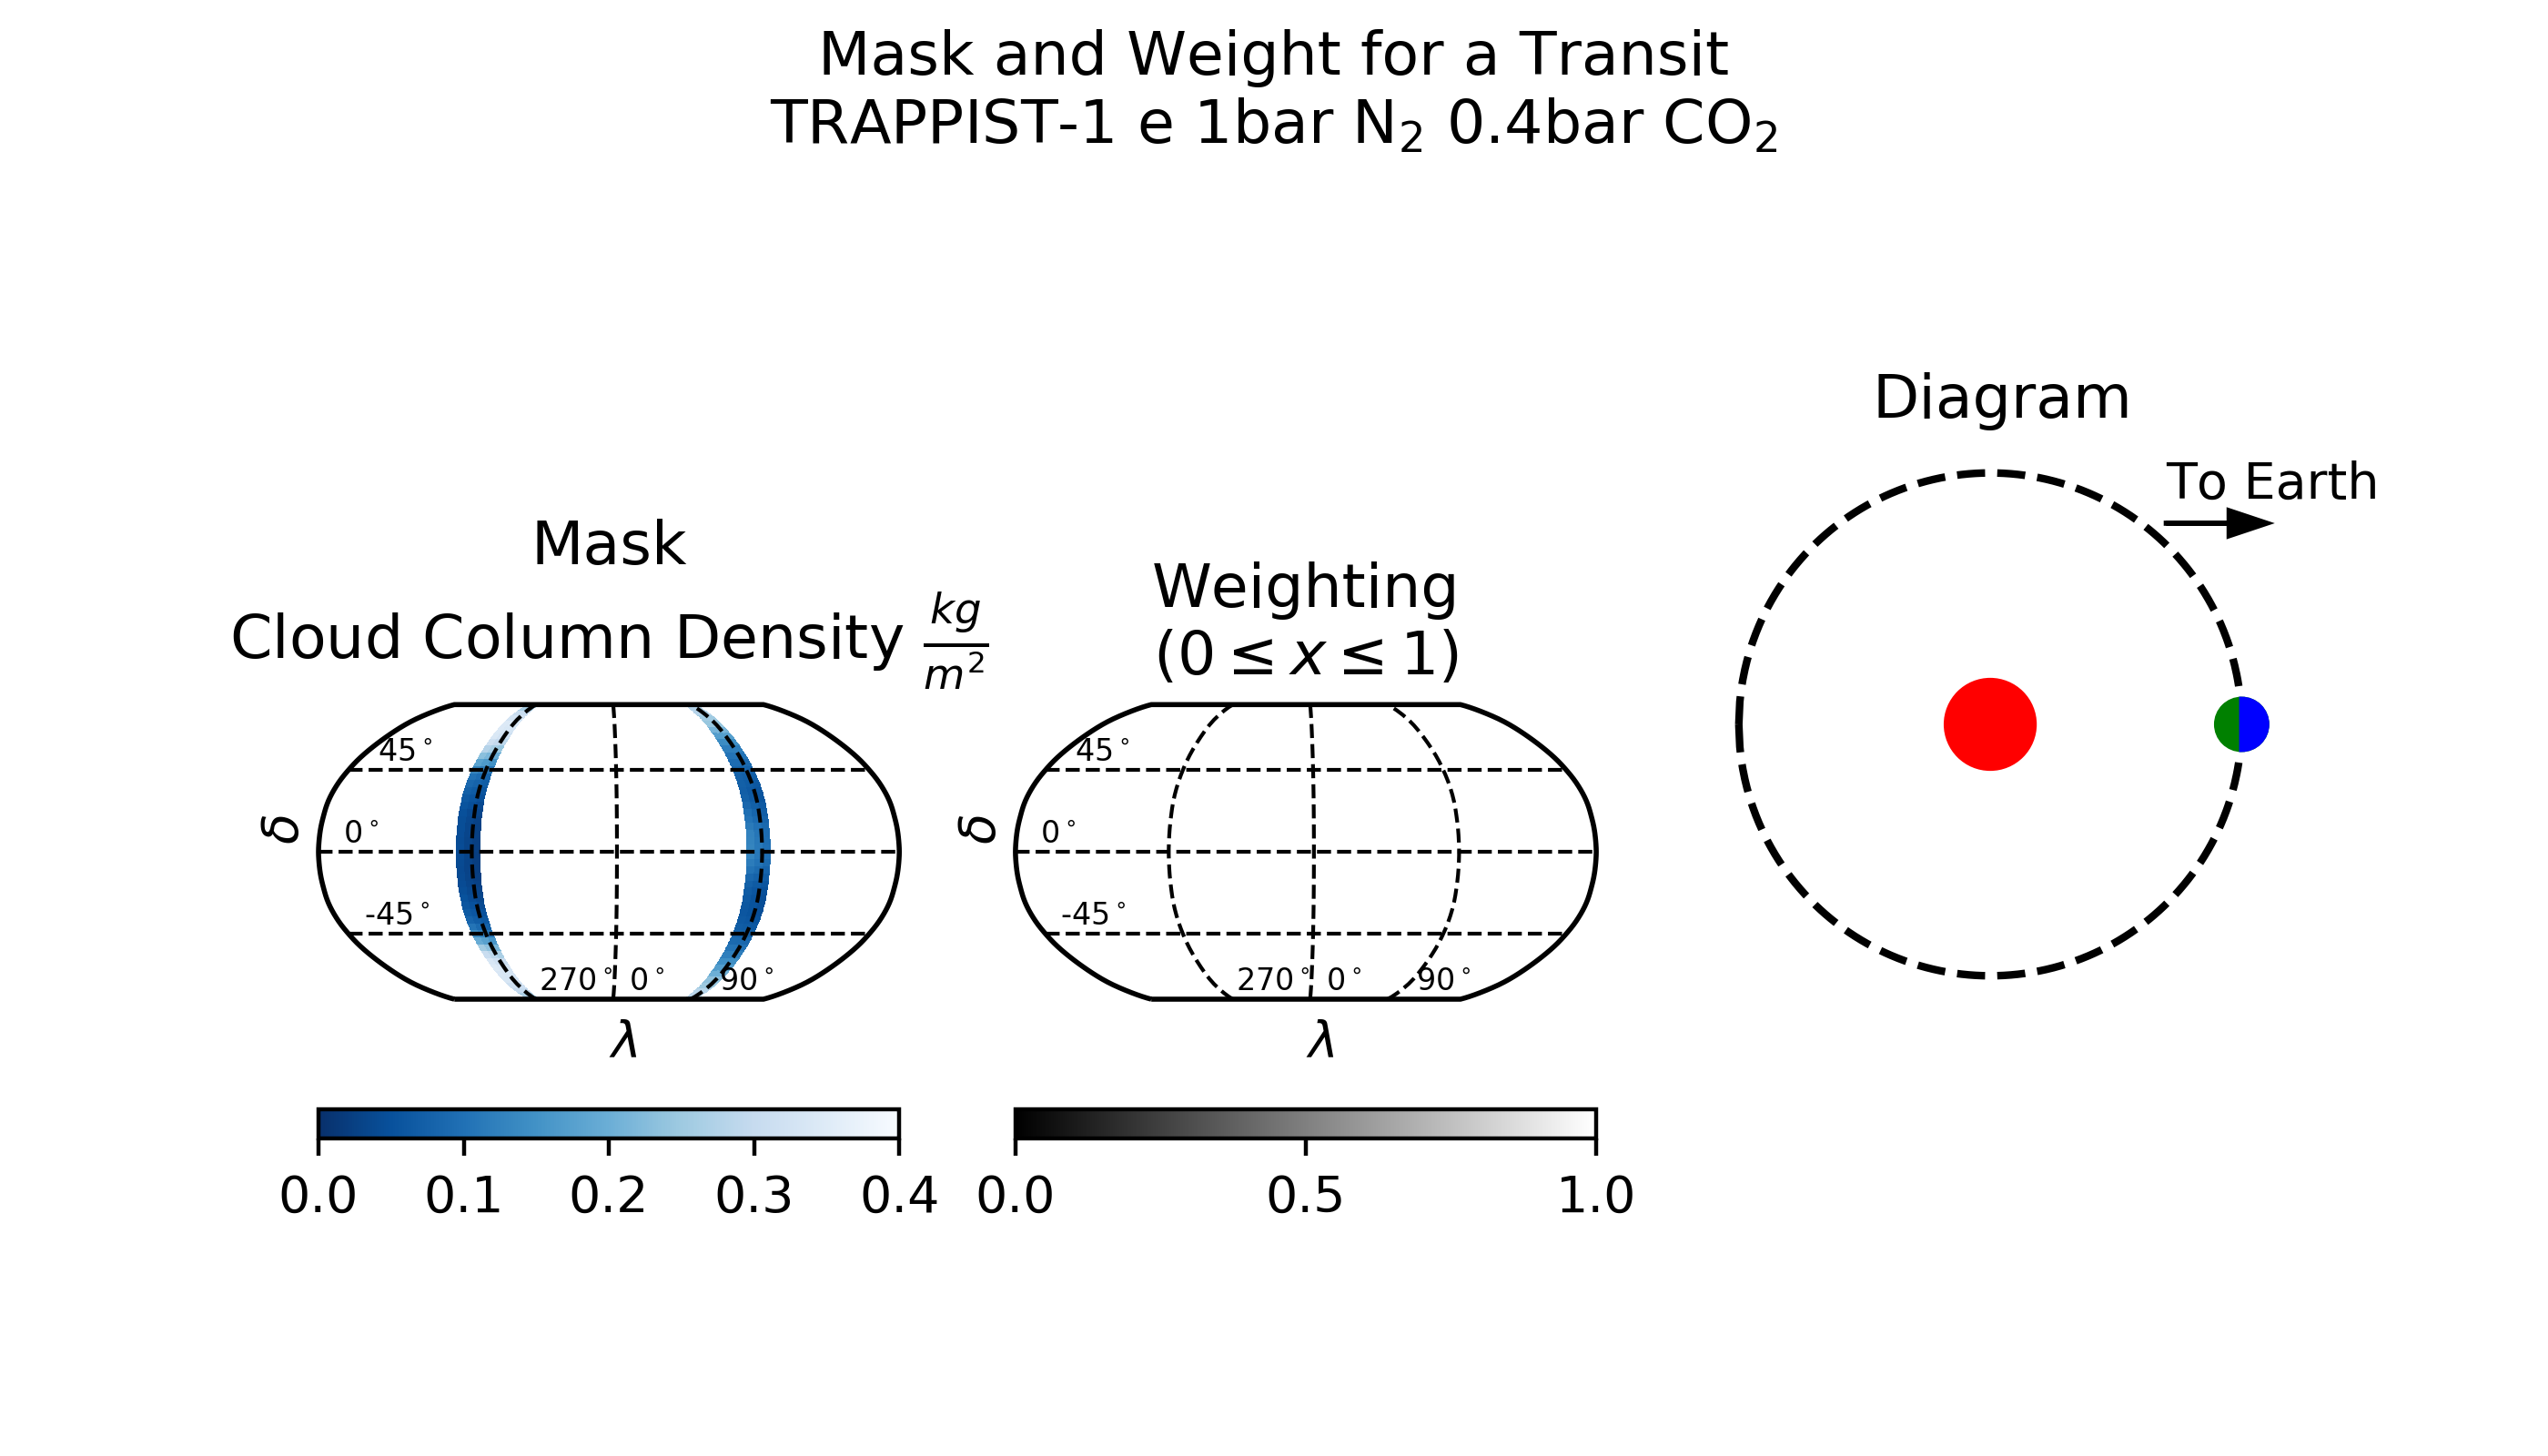 Mask and Weight for a Transit
TRAPPIST-1 e 1bar N₂ 0.4bar CO₂
Mask
Cloud Column Density kg/m²
45°
0°
-45°
270° 0° 90°
δ
λ
0.0 0.1 0.2 0.3 0.4
Weighting
(0 ≤ x ≤ 1)
45°
0°
-45°
270° 0° 90°
δ
λ
0.0 0.5 1.0
Diagram
To Earth